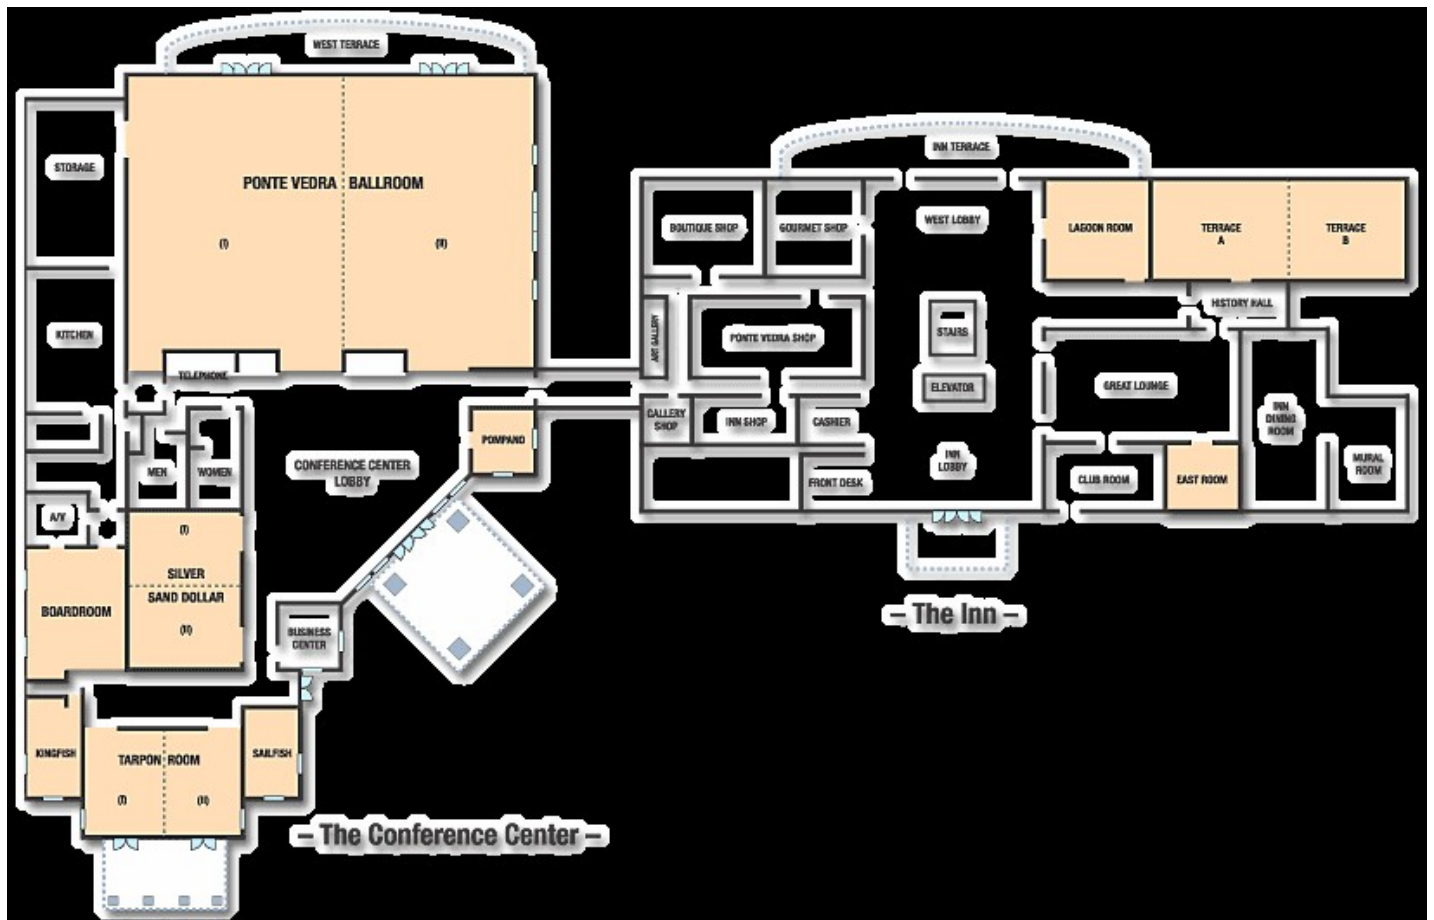 WEST TERRACE
STORAGE
PONTE VEDRA BALLROOM
(I)
(II)
KITCHEN
TELEPHONE
MEN
WOMEN
CONFERENCE CENTER
LOBBY
POMPANO
A/V
(I)
SILVER
SAND DOLLAR
(II)
BOARDROOM
BUSINESS
CENTER
KINGFISH
TARPON ROOM
(I)
(II)
SAILFISH
– The Conference Center –
INN TERRACE
BOUTIQUE SHOP
GOURMET SHOP
WEST LOBBY
LAGOON ROOM
TERRACE
A
TERRACE
B
HISTORY HALL
ART GALLERY
PONTE VEDRA SHOP
STAIRS
ELEVATOR
GREAT LOUNGE
GALLERY
SHOP
INN SHOP
CASHIER
INN
DINING
ROOM
INN
LOBBY
FRONT DESK
CLUB ROOM
EAST ROOM
MURAL
ROOM
– The Inn –